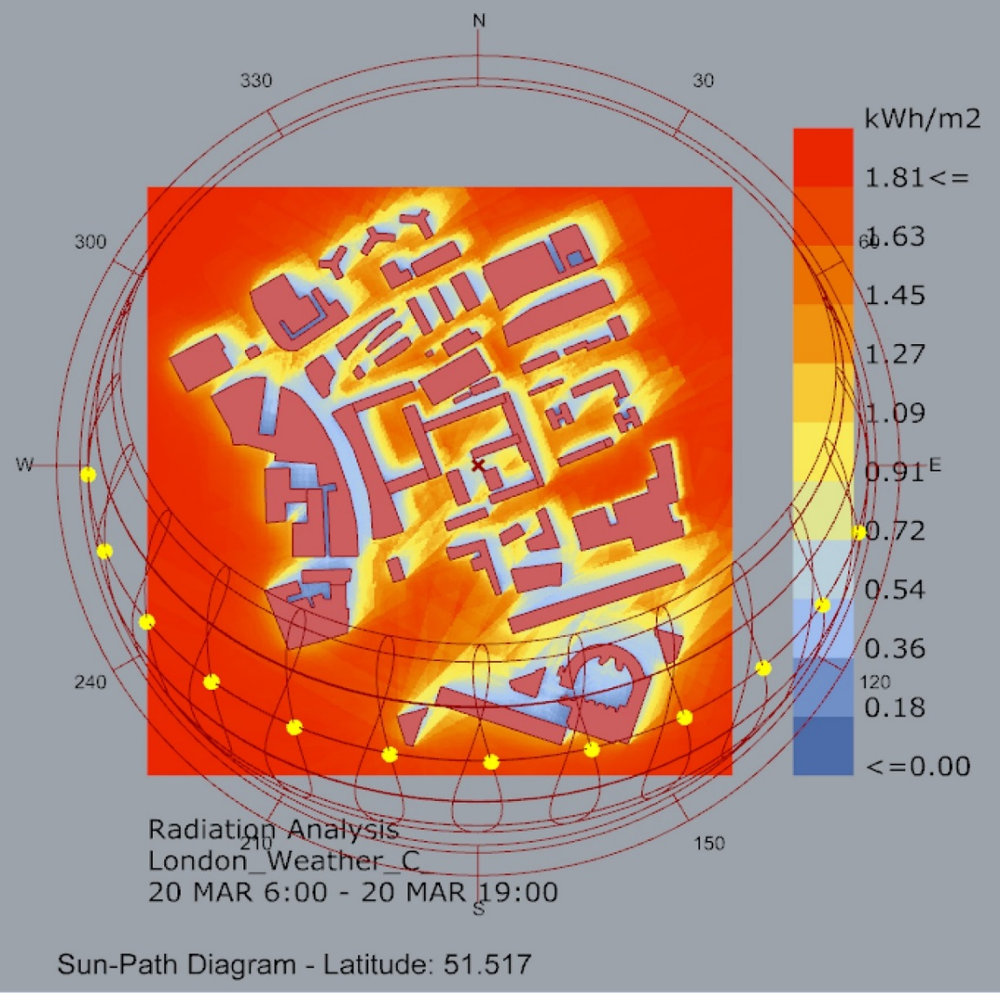 N
330
30
kWh/m2
1.81<=
300
60
1.63
1.45
1.27
1.09
W
0.91
E
0.72
0.54
0.36
240
120
0.18
<=0.00
Radiation Analysis
210
150
London_Weather_C_
20 MAR 6:00 - 20 MAR 19:00
S
Sun-Path Diagram - Latitude: 51.517